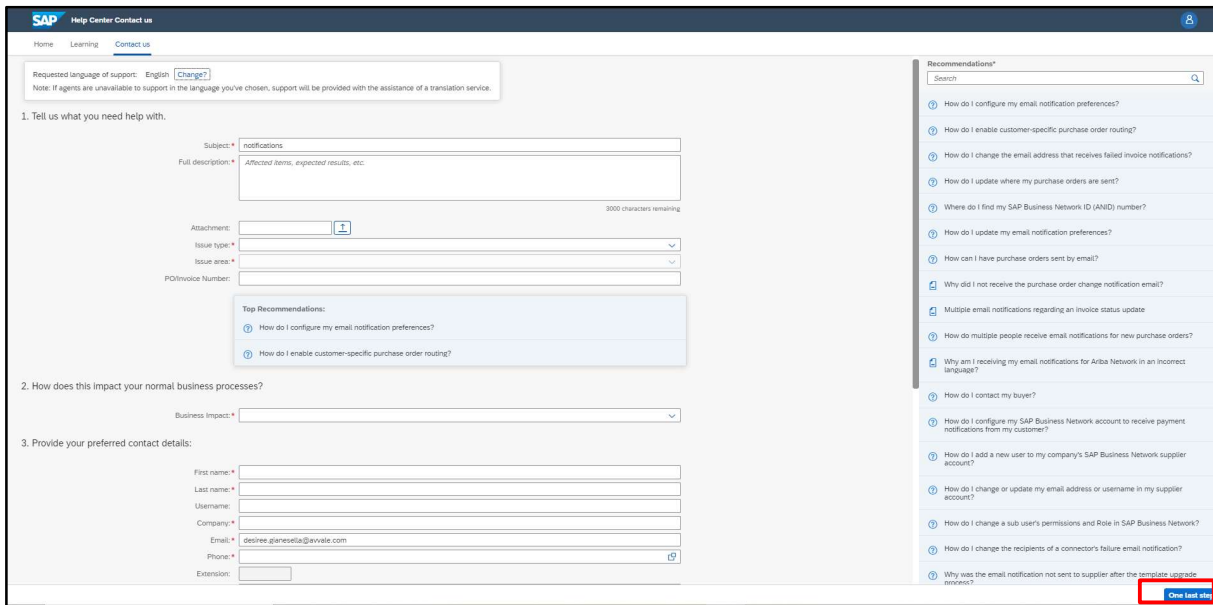 SAP Help Center Contact us
Home Learning Contact us
Requested language of support: English Change?
Note: If agents are unavailable to support in the language you've chosen, support will be provided with the assistance of a translation service.
1. Tell us what you need help with.
Subject:* notifications
Full description:* Affected items, expected results, etc.
3000 characters remaining
Attachment:
Issue type:*
Issue area:*
PO/Invoice Number:
Top Recommendations:
How do I configure my email notification preferences?
How do I enable customer-specific purchase order routing?
2. How does this impact your normal business processes?
Business Impact:*
3. Provide your preferred contact details:
First name:*
Last name:*
Username:
Company:*
Email:* desiree.gianesella@avvale.com
Phone:*
Extension:
Recommendations*
Search
How do I configure my email notification preferences?
How do I enable customer-specific purchase order routing?
How do I change the email address that receives failed invoice notifications?
How do I update where my purchase orders are sent?
Where do I find my SAP Business Network ID (ANID) number?
How do I update my email notification preferences?
How can I have purchase orders sent by email?
Why did I not receive the purchase order change notification email?
Multiple email notifications regarding an invoice status update
How do multiple people receive email notifications for new purchase orders?
Why am I receiving my email notifications for Ariba Network in an incorrect
language?
How do I contact my buyer?
How do I configure my SAP Business Network account to receive payment
notifications from my customer?
How do I add a new user to my company's SAP Business Network supplier
account?
How do I change or update my email address or username in my supplier
account?
How do I change a sub user's permissions and Role in SAP Business Network?
How do I change the recipients of a connector's failure email notification?
Why was the email notification not sent to supplier after the template upgrade
process?
One last step